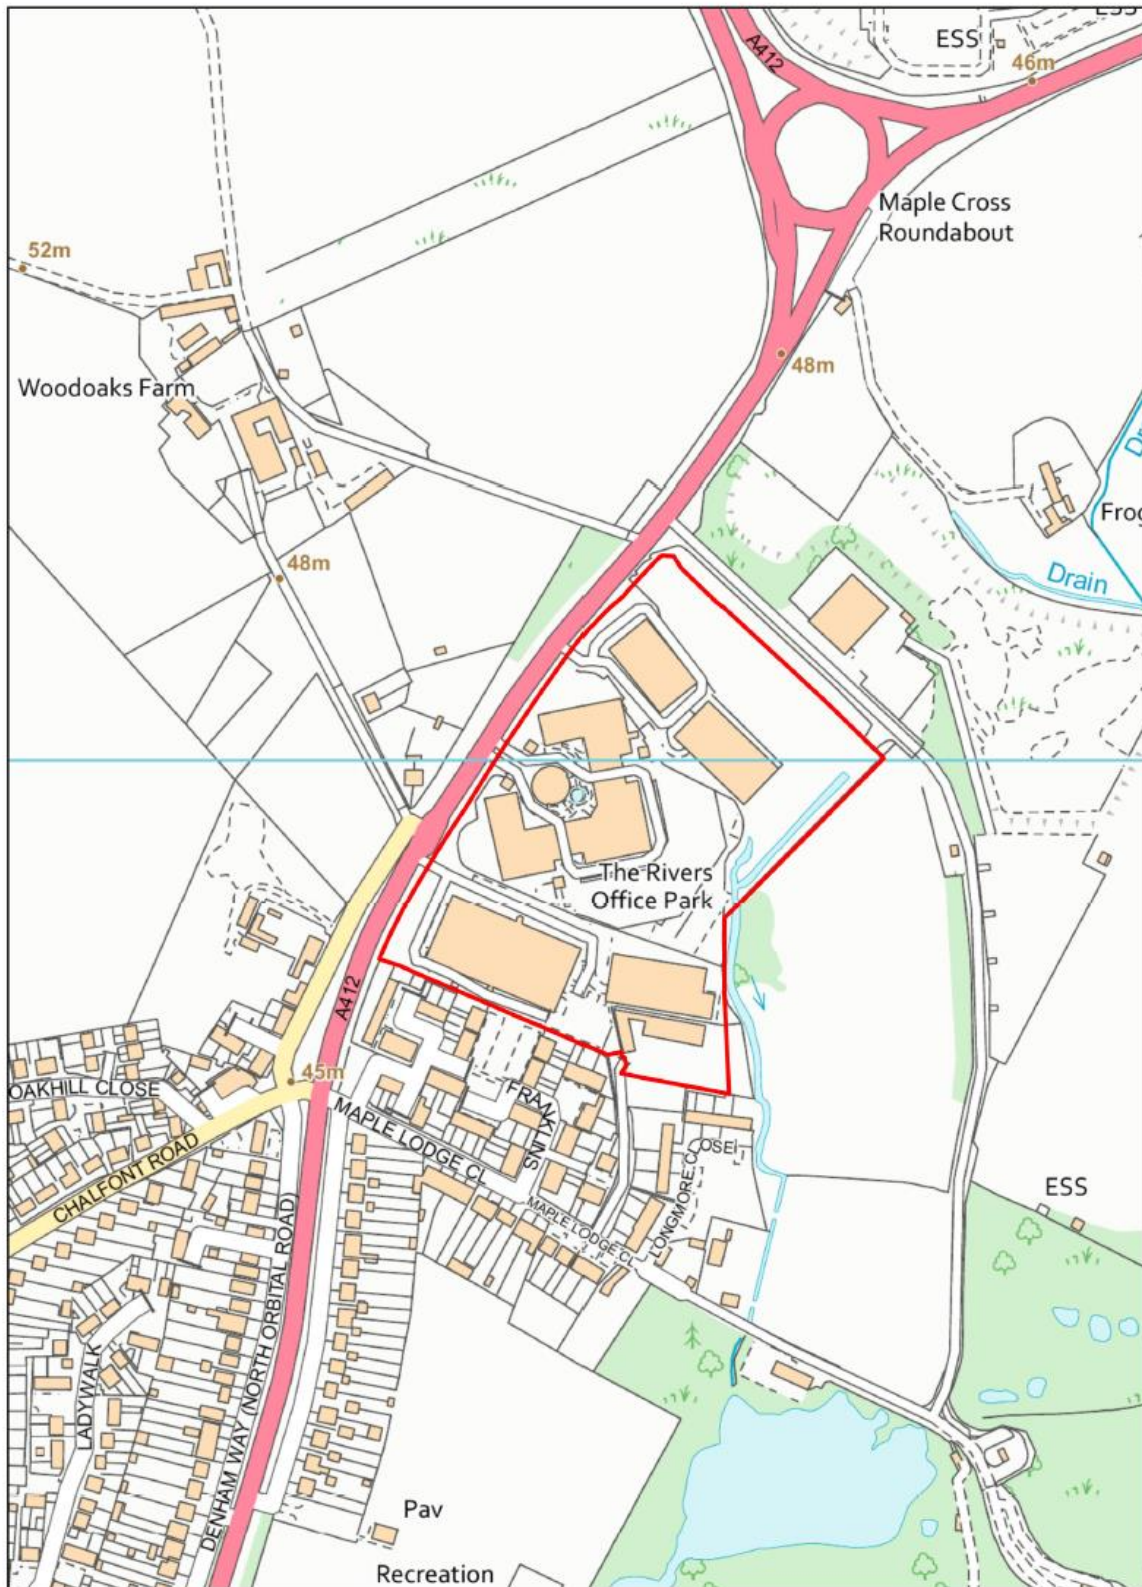 ESS
A412
46m
Maple Cross
Roundabout
52m
48m
Woodoaks Farm
Frog
Drain
48m
The Rivers
Office Park
A412
45m
OAKHILL CLOSE
CHALFONT ROAD
MAPLE LODGE CL
FRANKLINS
MAPLE LODGE CL
LONGMORE CLOSE
ESS
LADYWALK
DENHAM WAY (NORTH ORBITAL ROAD)
Pav
Recreation